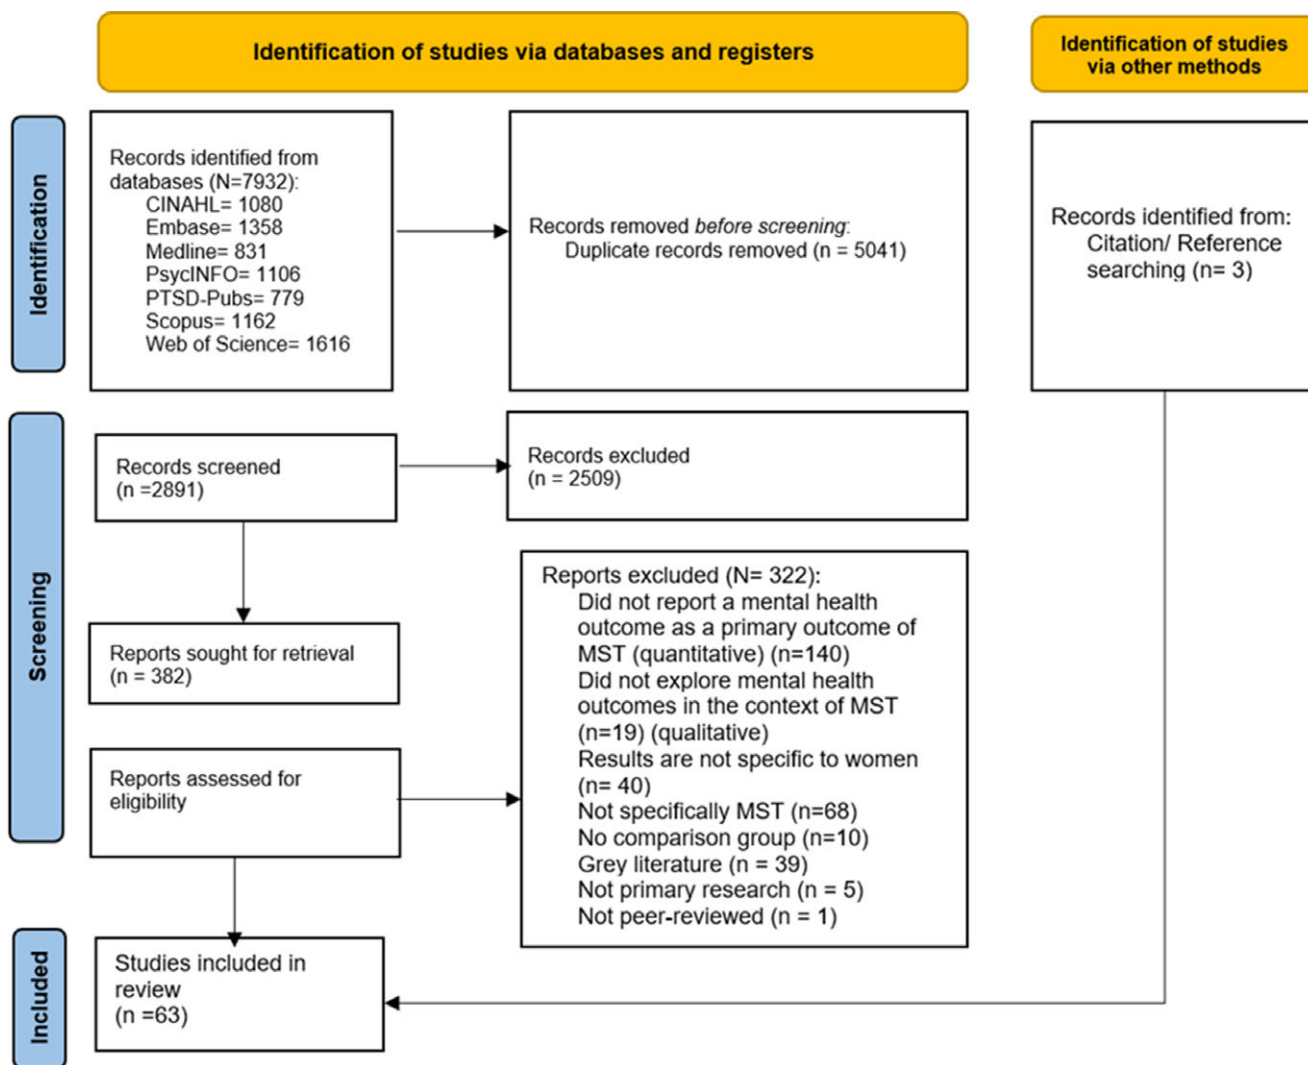 Identification of studies via databases and registers
Identification of studies
via other methods
Identification
Records identified from
databases (N=7932):
CINAHL= 1080
Embase= 1358
Medline= 831
PsycINFO= 1106
PTSD-Pubs= 779
Scopus= 1162
Web of Science= 1616
Records removed before screening:
Duplicate records removed (n = 5041)
Records identified from:
Citation/ Reference
searching (n= 3)
Screening
Records screened
(n =2891)
Records excluded
(n = 2509)
Reports sought for retrieval
(n = 382)
Reports assessed for
eligibility
Reports excluded (N= 322):
Did not report a mental health
outcome as a primary outcome of
MST (quantitative) (n=140)
Did not explore mental health
outcomes in the context of MST
(n=19) (qualitative)
Results are not specific to women
(n= 40)
Not specifically MST (n=68)
No comparison group (n=10)
Grey literature (n = 39)
Not primary research (n = 5)
Not peer-reviewed (n = 1)
Included
Studies included in
review
(n =63)